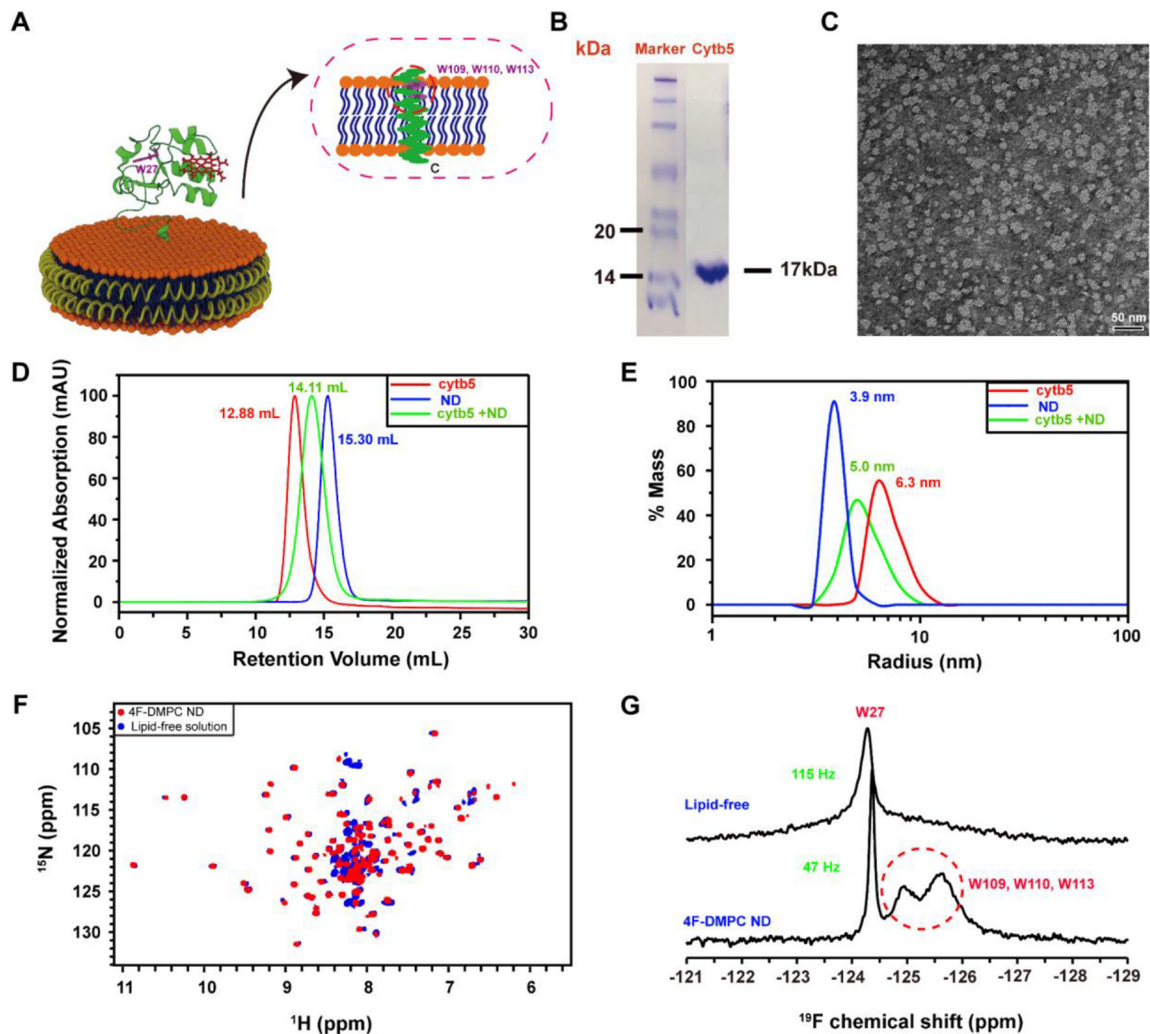 A
W27
W109, W110, W113
C
B
kDa Marker Cytb5
20
14
17kDa
C
50 nm
D
Normalized Absorption (mAU)
100
80
60
40
20
0
0 5 10 15 20 25 30
Retention Volume (mL)
12.88 mL
14.11 mL
15.30 mL
cytb5
ND
cytb5 +ND
E
% Mass
100
80
60
40
20
0
1 10 100
Radius (nm)
3.9 nm
5.0 nm
6.3 nm
cytb5
ND
cytb5 +ND
F
4F-DMPC ND
Lipid-free solution
¹⁵N (ppm)
105
110
115
120
125
130
11 10 9 8 7 6
¹H (ppm)
G
W27
115 Hz
Lipid-free
47 Hz
W109, W110, W113
4F-DMPC ND
-121 -122 -123 -124 -125 -126 -127 -128 -129
¹⁹F chemical shift (ppm)